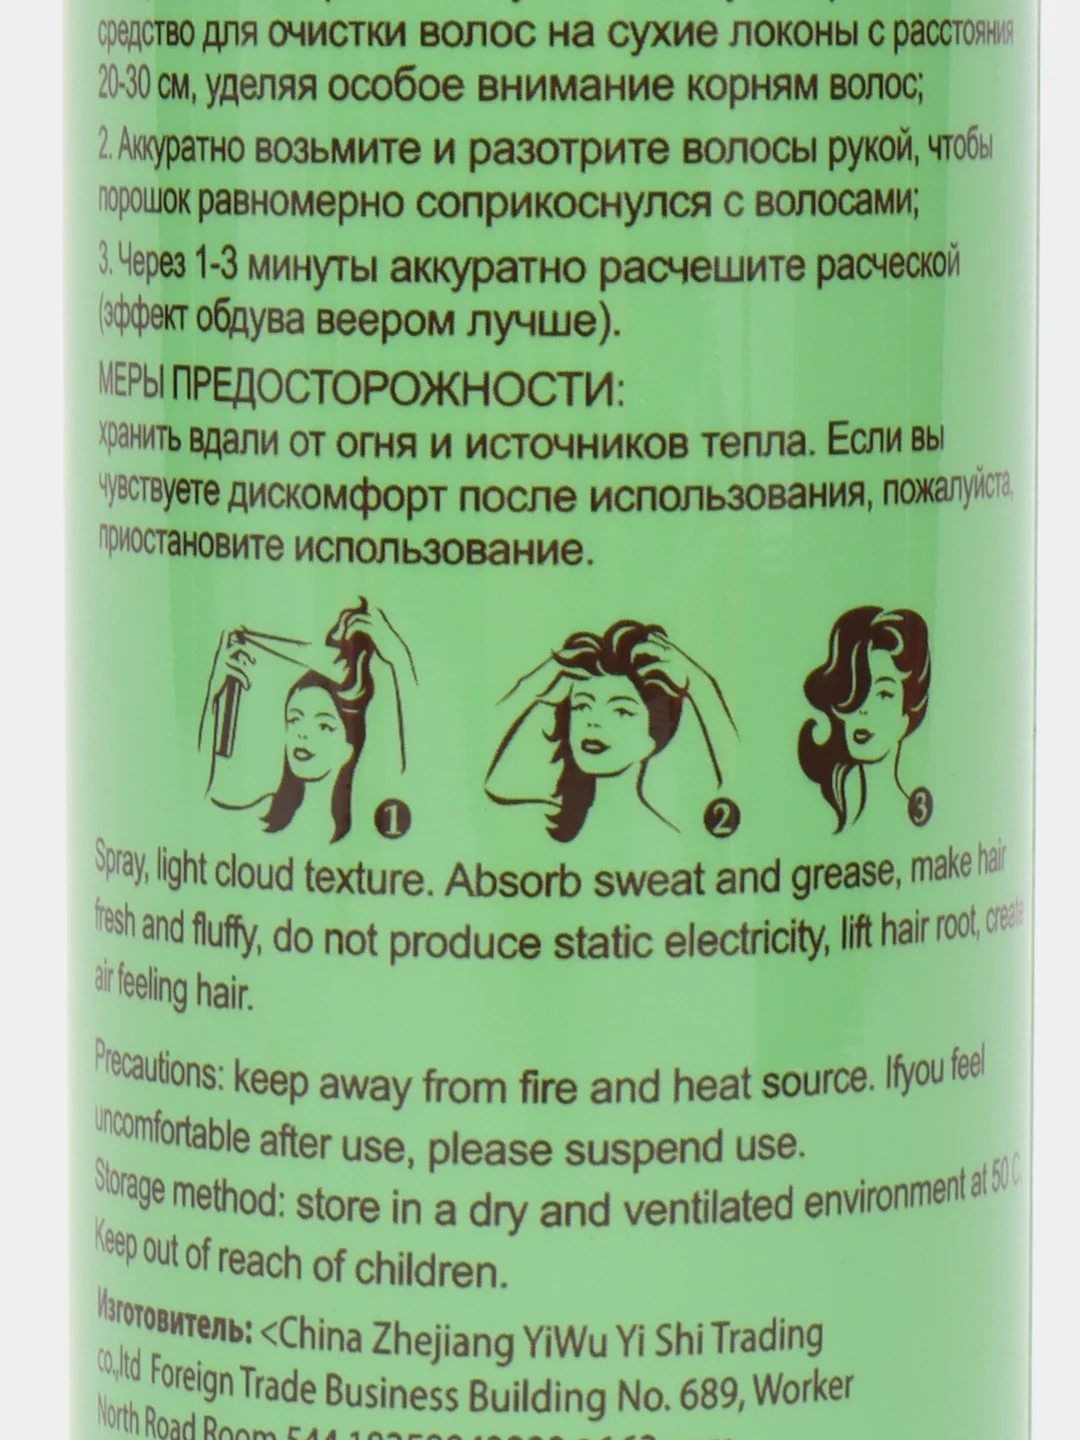 средство для очистки волос на сухие локоны с расстояния
20-30 см, уделяя особое внимание корням волос;
2. Аккуратно возьмите и разотрите волосы рукой, чтобы
порошок равномерно соприкоснулся с волосами;
3. Через 1-3 минуты аккуратно расчешите расческой
(эффект обдува веером лучше).
МЕРЫ ПРЕДОСТОРОЖНОСТИ:
хранить вдали от огня и источников тепла. Если вы
чувствуете дискомфорт после использования, пожалуйста,
приостановите использование.
1 2 3
Spray, light cloud texture. Absorb sweat and grease, make hair
fresh and fluffy, do not produce static electricity, lift hair root, create
air feeling hair.
Precautions: keep away from fire and heat source. Ifyou feel
uncomfortable after use, please suspend use.
Storage method: store in a dry and ventilated environment at 50 C.
Keep out of reach of children.
Изготовитель: <China Zhejiang YiWu Yi Shi Trading
co.,ltd Foreign Trade Business Building No. 689, Worker
North Road Room 544